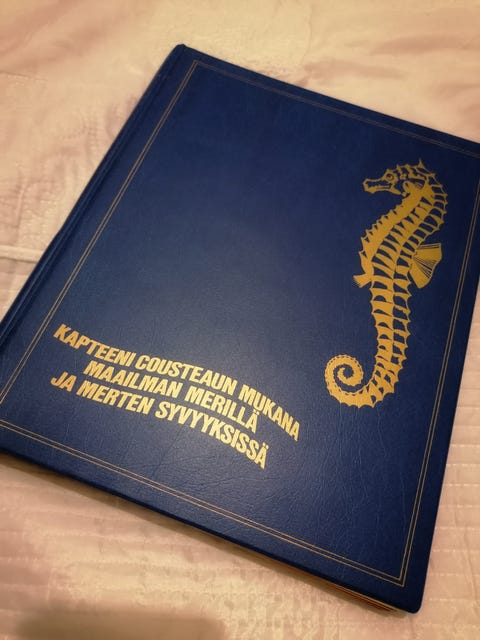 KAPTEENI COUSTEAUN MUKANA
MAAILMAN MERILLÄ
JA MERTEN SYVYYKSISSÄ